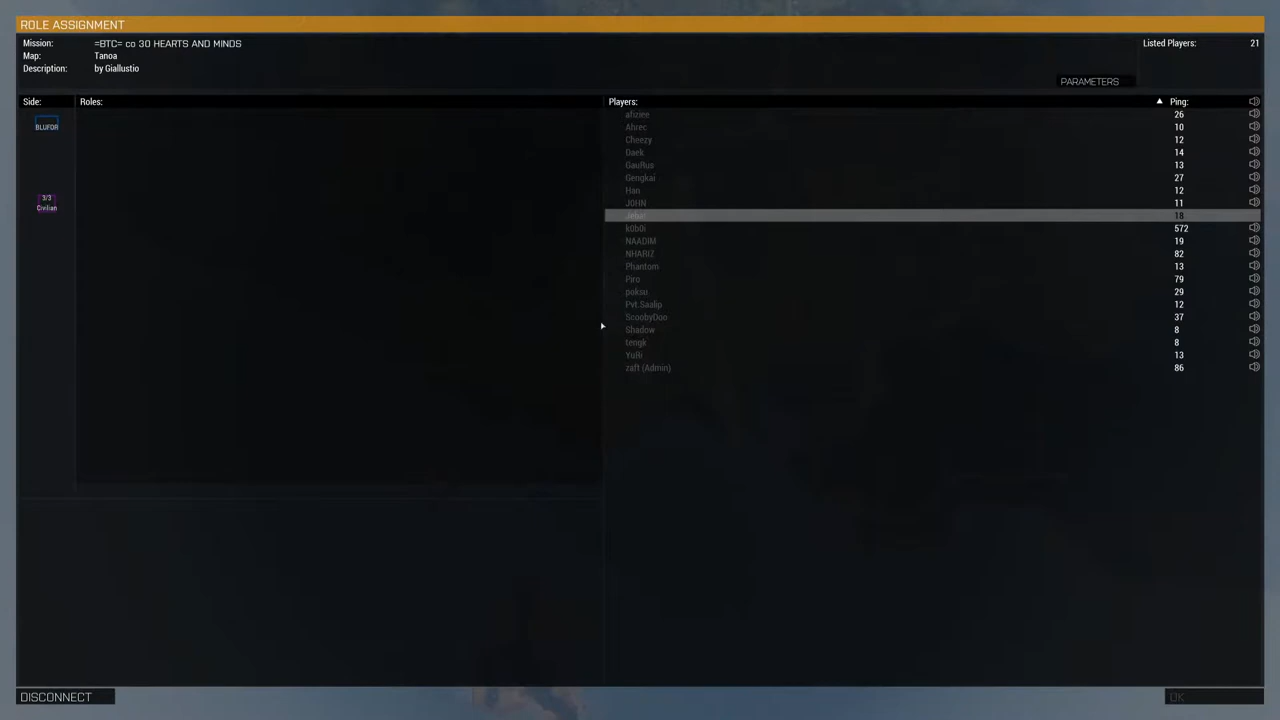 ROLE ASSIGNMENT
Mission: =BTC= co 30 HEARTS AND MINDS
Listed Players: 21
Map: Tanoa
Description: by Giallustio
PARAMETERS
Side: Roles: Players: Ping:
afiziee 26
BLUFOR
Ahrec 10
Cheezy 12
Daek 14
GauRus 13
Gengkai 27
Han 12
3/3
Civilian
J0HN 11
18
k0b0i 572
NAADIM 19
NHARIZ 82
Phantom 13
Piro 79
poksu 29
Pvt.Saalip 12
ScoobyDoo 37
Shadow 8
tengk 8
YuRi 13
zaft (Admin) 86
DISCONNECT
OK